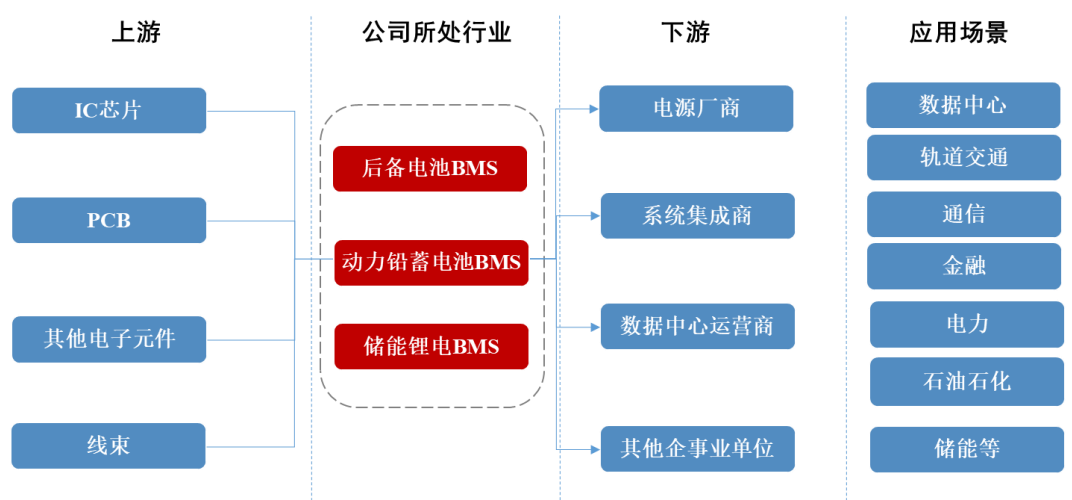 上游
公司所处行业
下游
应用场景
IC芯片
PCB
其他电子元件
线束
后备电池BMS
动力铅蓄电池BMS
储能锂电BMS
电源厂商
系统集成商
数据中心运营商
其他企事业单位
数据中心
轨道交通
通信
金融
电力
石油石化
储能等